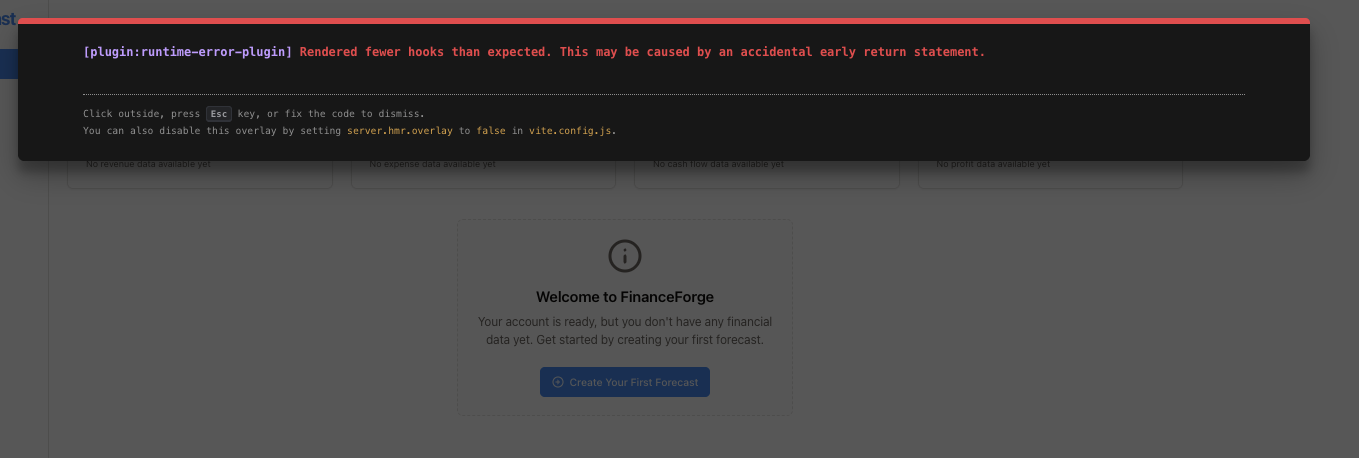 st
[plugin:runtime-error-plugin] Rendered fewer hooks than expected. This may be caused by an accidental early return statement.
Click outside, press Esc key, or fix the code to dismiss.
You can also disable this overlay by setting server.hmr.overlay to false in vite.config.js.
No revenue data available yet
No expense data available yet
No cash flow data available yet
No profit data available yet
Welcome to FinanceForge
Your account is ready, but you don't have any financial
data yet. Get started by creating your first forecast.
Create Your First Forecast